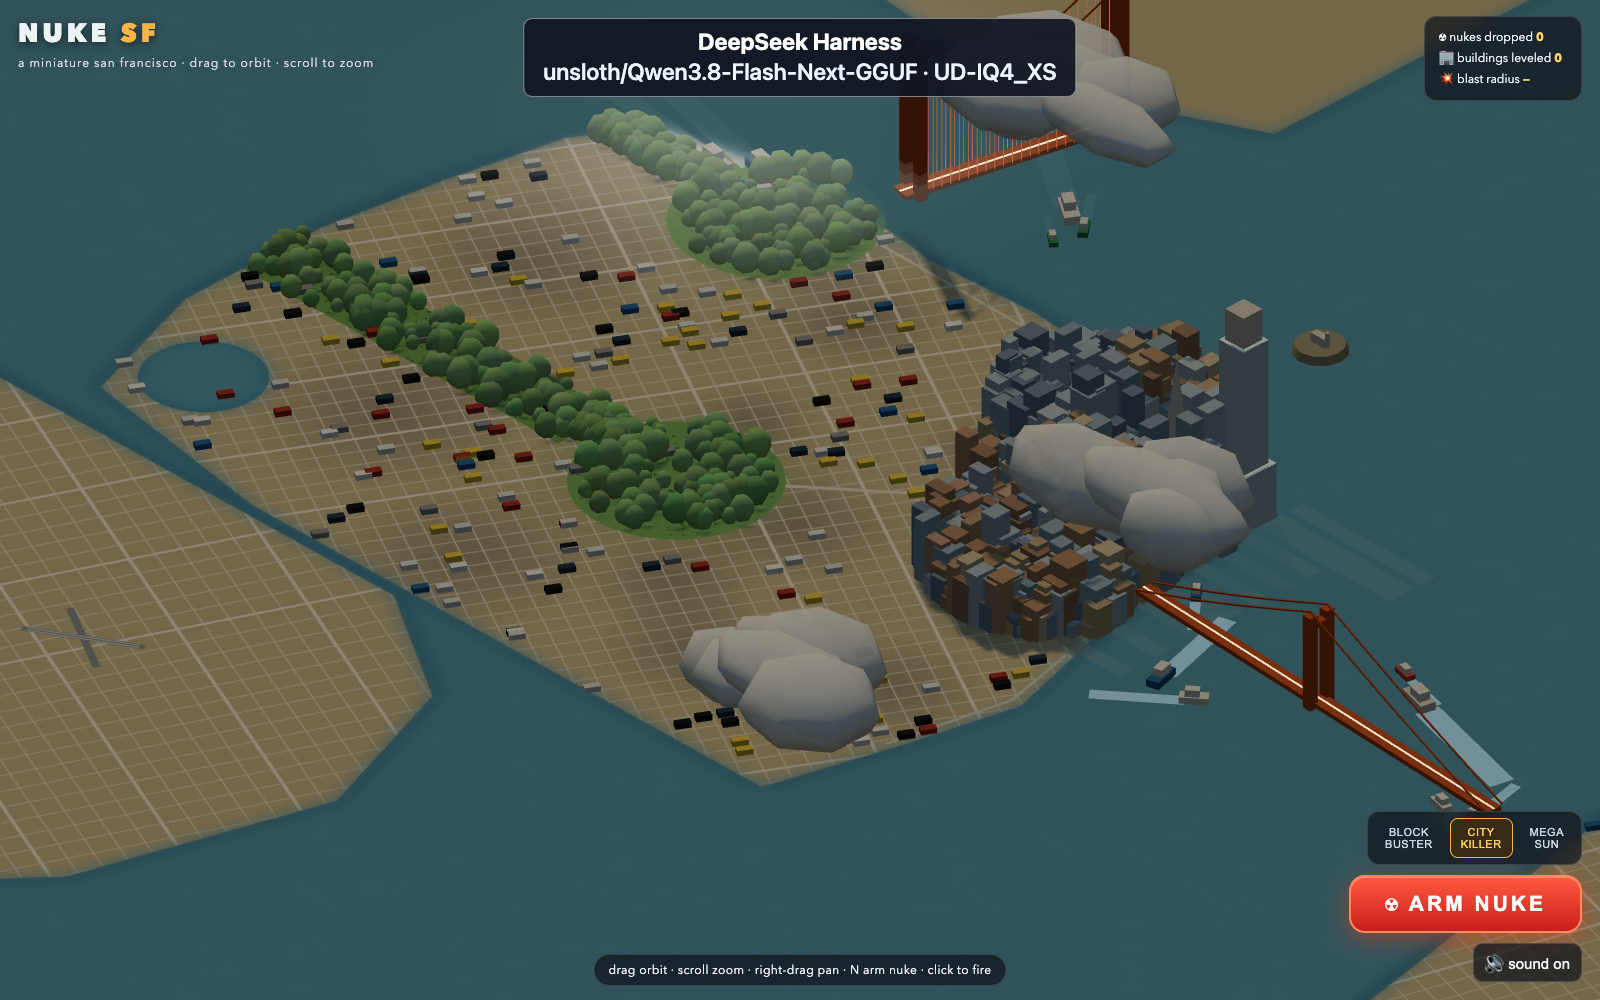 NUKE SF
a miniature san francisco · drag to orbit · scroll to zoom
DeepSeek Harness
unsloth/Qwen3.8-Flash-Next-GGUF · UD-IQ4_XS
☢ nukes dropped 0
🏢 buildings leveled 0
💥 blast radius –
BLOCK
BUSTER
CITY
KILLER
MEGA
SUN
☢ ARM NUKE
drag orbit · scroll zoom · right-drag pan · N arm nuke · click to fire
🔊 sound on